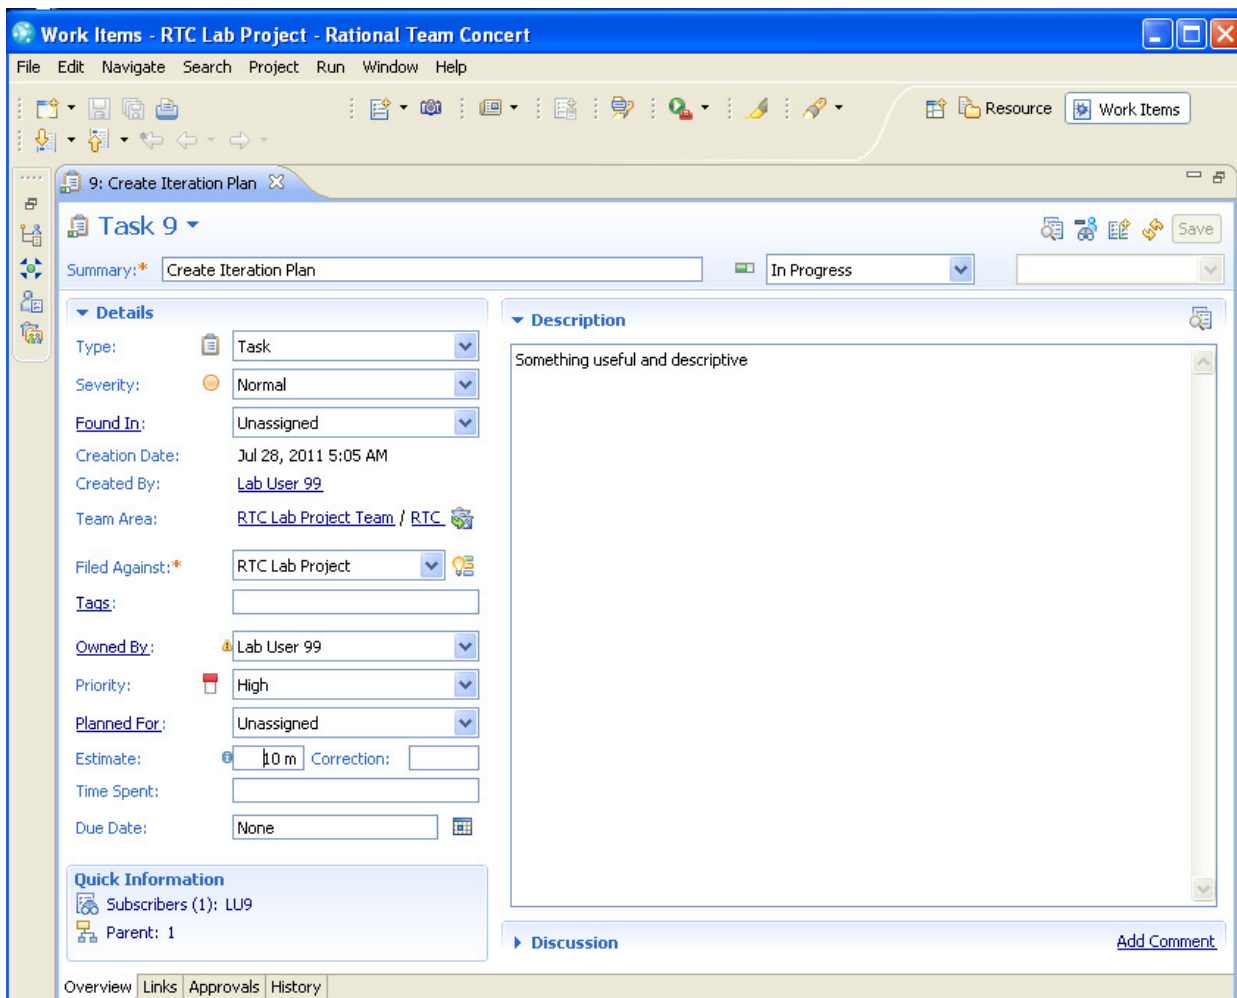 Work Items - RTC Lab Project - Rational Team Concert
File Edit Navigate Search Project Run Window Help
Resource Work Items
9: Create Iteration Plan
Task 9
Save
Summary:* Create Iteration Plan In Progress
Details
Type: Task
Severity: Normal
Found In: Unassigned
Creation Date: Jul 28, 2011 5:05 AM
Created By: Lab User 99
Team Area: RTC Lab Project Team / RTC
Filed Against:* RTC Lab Project
Tags:
Owned By: Lab User 99
Priority: High
Planned For: Unassigned
Estimate: 10 m Correction:
Time Spent:
Due Date: None
Quick Information
Subscribers (1): LU9
Parent: 1
Description
Something useful and descriptive
Discussion Add Comment
Overview Links Approvals History